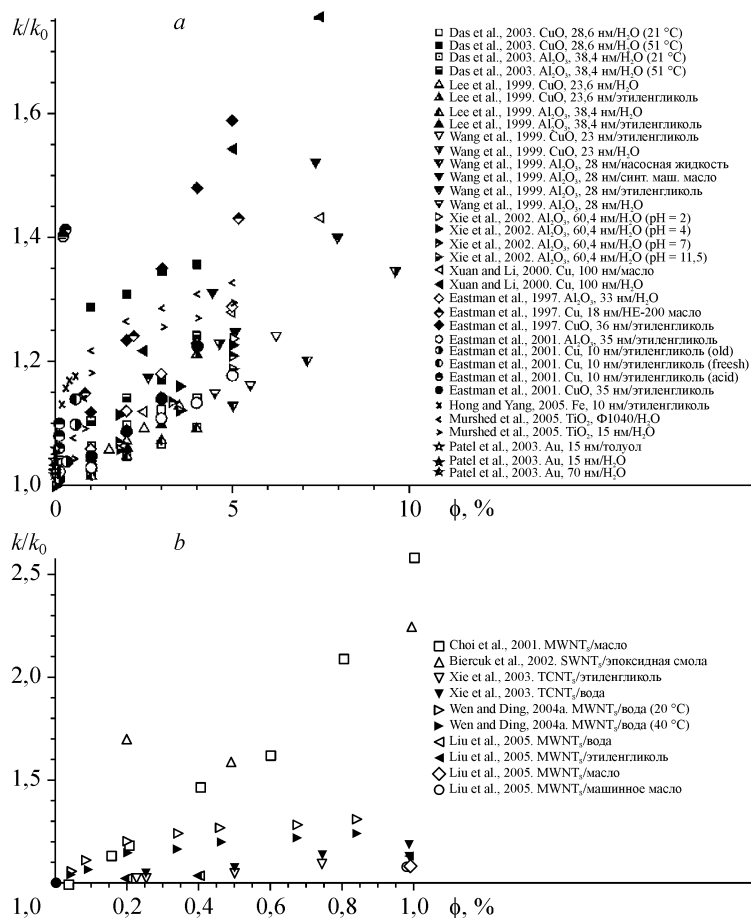 k/k0
a
1,6
1,4
1,2
1,0
0
5
10
ϕ, %
Das et al., 2003. CuO, 28,6 нм/H2O (21 °C)
Das et al., 2003. CuO, 28,6 нм/H2O (51 °C)
Das et al., 2003. Al2O3, 38,4 нм/H2O (21 °C)
Das et al., 2003. Al2O3, 38,4 нм/H2O (51 °C)
Lee et al., 1999. CuO, 23,6 нм/H2O
Lee et al., 1999. CuO, 23,6 нм/этиленгликоль
Lee et al., 1999. Al2O3, 38,4 нм/H2O
Lee et al., 1999. Al2O3, 38,4 нм/этиленгликоль
Wang et al., 1999. CuO, 23 нм/этиленгликоль
Wang et al., 1999. CuO, 23 нм/H2O
Wang et al., 1999. Al2O3, 28 нм/насосная жидкость
Wang et al., 1999. Al2O3, 28 нм/синт. маш. масло
Wang et al., 1999. Al2O3, 28 нм/этиленгликоль
Wang et al., 1999. Al2O3, 28 нм/H2O
Xie et al., 2002. Al2O3, 60,4 нм/H2O (pH = 2)
Xie et al., 2002. Al2O3, 60,4 нм/H2O (pH = 4)
Xie et al., 2002. Al2O3, 60,4 нм/H2O (pH = 7)
Xie et al., 2002. Al2O3, 60,4 нм/H2O (pH = 11,5)
Xuan and Li, 2000. Cu, 100 нм/масло
Xuan and Li, 2000. Cu, 100 нм/H2O
Eastman et al., 1997. Al2O3, 33 нм/H2O
Eastman et al., 1997. Cu, 18 нм/HE-200 масло
Eastman et al., 1997. CuO, 36 нм/этиленгликоль
Eastman et al., 2001. Al2O3, 35 нм/этиленгликоль
Eastman et al., 2001. Cu, 10 нм/этиленгликоль (old)
Eastman et al., 2001. Cu, 10 нм/этиленгликоль (freesh)
Eastman et al., 2001. Cu, 10 нм/этиленгликоль (acid)
Eastman et al., 2001. CuO, 35 нм/этиленгликоль
Hong and Yang, 2005. Fe, 10 нм/этиленгликоль
Murshed et al., 2005. TiO2, Ф1040/H2O
Murshed et al., 2005. TiO2, 15 нм/H2O
Patel et al., 2003. Au, 15 нм/толуол
Patel et al., 2003. Au, 15 нм/H2O
Patel et al., 2003. Au, 70 нм/H2O
k/k0
b
2,5
2,0
1,5
1,0
0,2
0,4
0,6
0,8
1,0
ϕ, %
Choi et al., 2001. MWNTS/масло
Biercuk et al., 2002. SWNTS/эпоксидная смола
Xie et al., 2003. TCNTS/этиленгликоль
Xie et al., 2003. TCNTS/вода
Wen and Ding, 2004a. MWNTS/вода (20 °C)
Wen and Ding, 2004a. MWNTS/вода (40 °C)
Liu et al., 2005. MWNTS/вода
Liu et al., 2005. MWNTS/этиленгликоль
Liu et al., 2005. MWNTS/масло
Liu et al., 2005. MWNTS/машинное масло